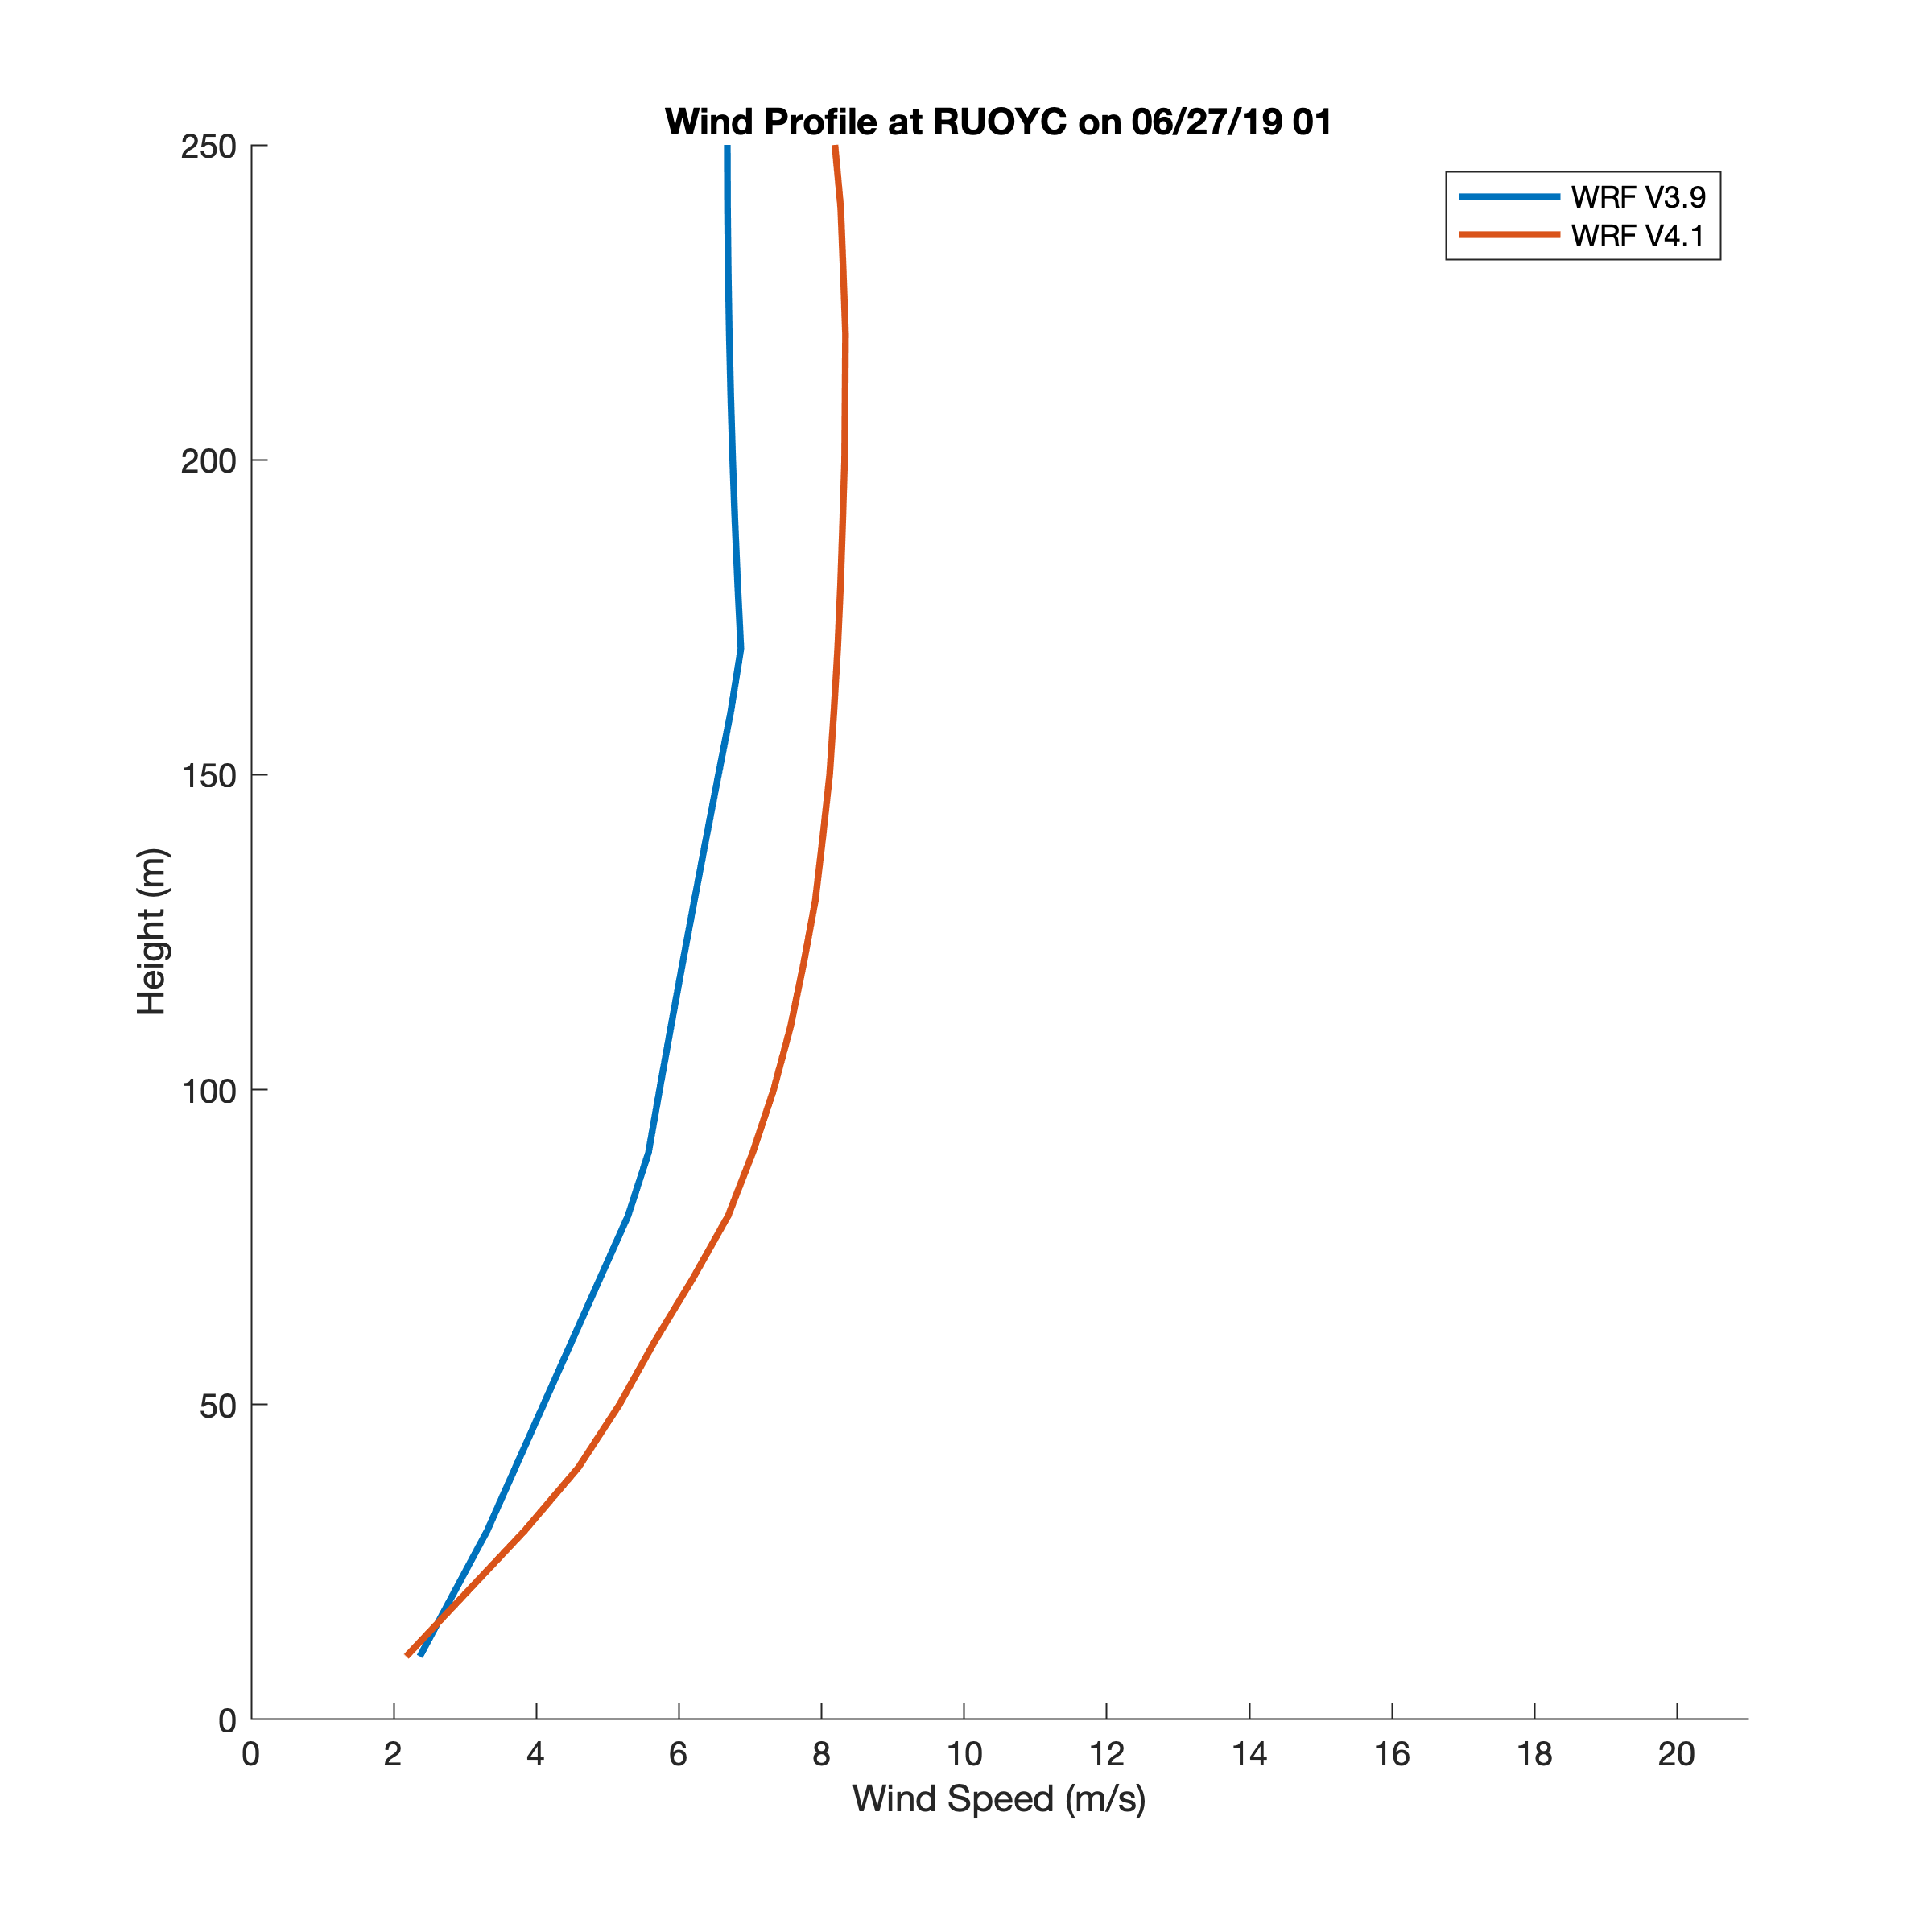 Wind Profile at RUOYC on 06/27/19 01
WRF V3.9
WRF V4.1
250
200
150
100
50
0
Height (m)
0 2 4 6 8 10 12 14 16 18 20
Wind Speed (m/s)